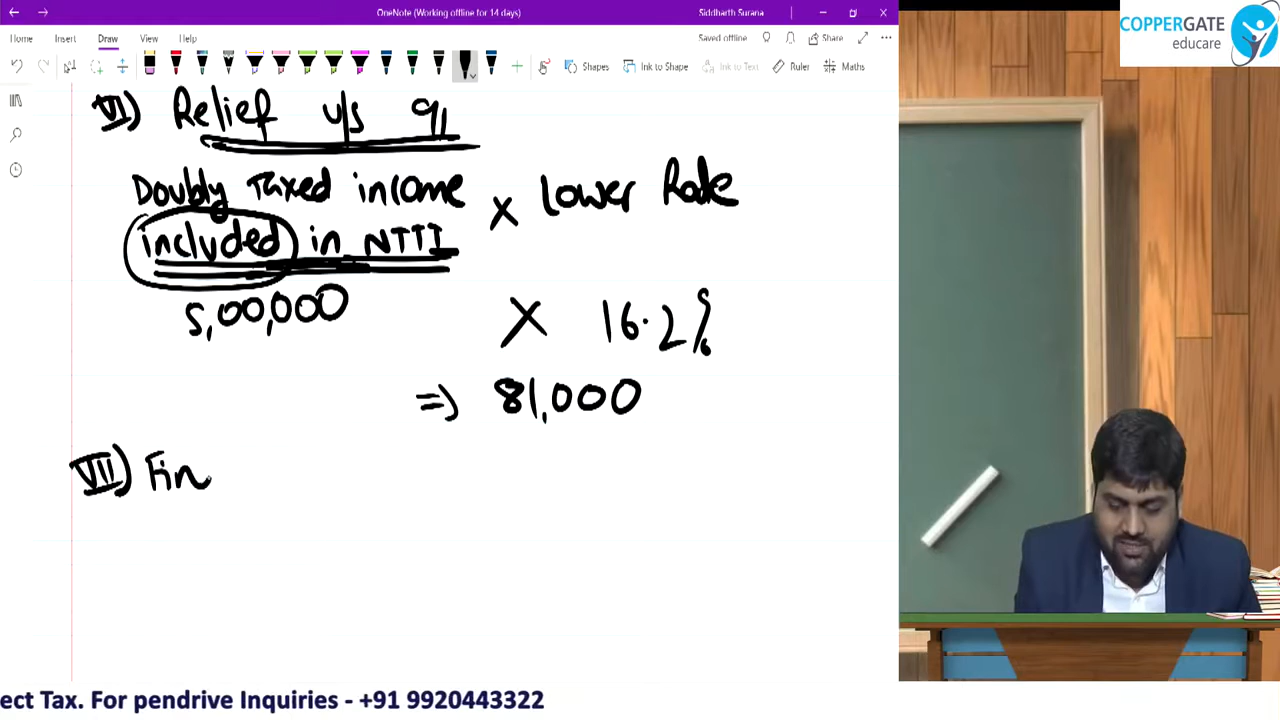 OneNote (Working offline for 14 days)
Siddharth Surana
COPPERGATE
educare
Home Insert Draw View Help
Saved offline
Share
Shapes
Ink to Shape
Ink to Text
Ruler
Maths
VI) Relief u/s 91
Doubly Taxed income × Lower Rate
included in NTTI
5,00,000 × 16.2%
⇒ 81,000
VII) Fin
ect Tax. For pendrive Inquiries - +91 9920443322